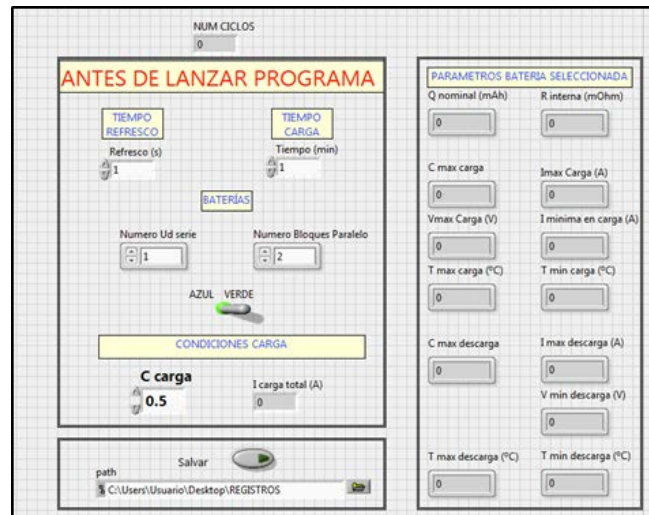 NUM CICLOS
0
ANTES DE LANZAR PROGRAMA
TIEMPO REFRESCO
TIEMPO CARGA
Refresco (s)
1
Tiempo (min)
1
BATERÍAS
Numero Ud serie
1
Numero Bloques Paralelo
2
AZUL VERDE
CONDICIONES CARGA
C carga
0.5
I carga total (A)
0
Salvar
path
C:\Users\Usuario\Desktop\REGISTROS
PARAMETROS BATERIA SELECCIONADA
Q nominal (mAh)
0
R interna (mOhm)
0
C max carga
0
Imax Carga (A)
0
Vmax Carga (V)
0
I minima en carga (A)
0
T max carga (ºC)
0
T min carga (ºC)
0
C max descarga
0
I max descarga (A)
0
V min descarga (V)
0
T max descarga (ºC)
0
T min descarga (ºC)
0